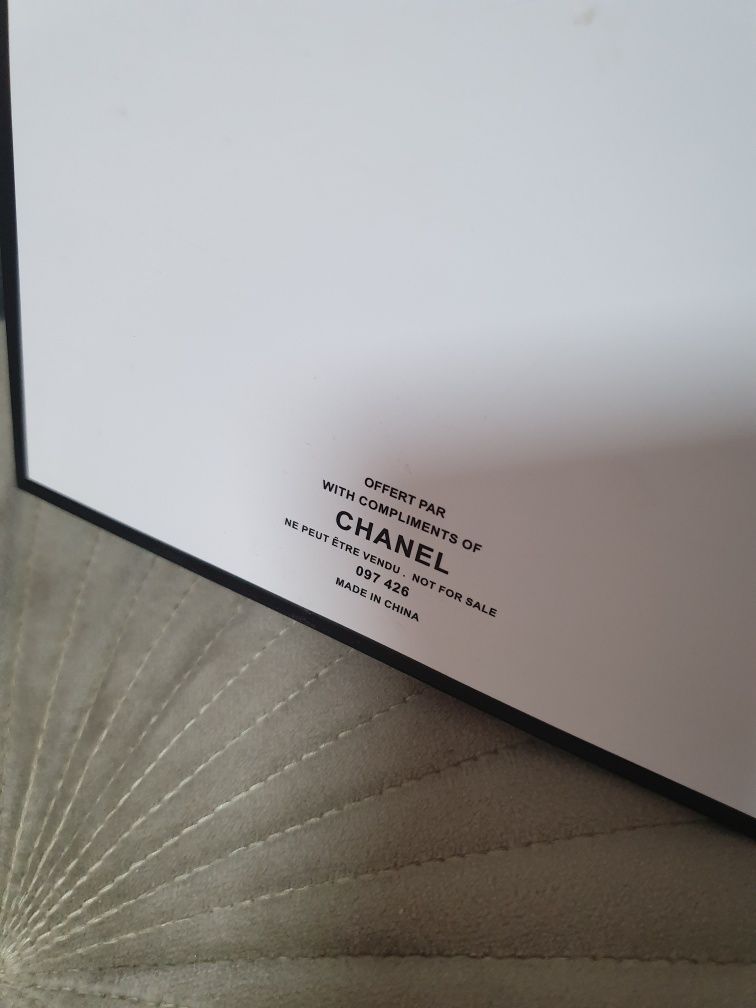 OFFERT PAR
WITH COMPLIMENTS OF
CHANEL
NE PEUT ÊTRE VENDU . NOT FOR SALE
097 426
MADE IN CHINA